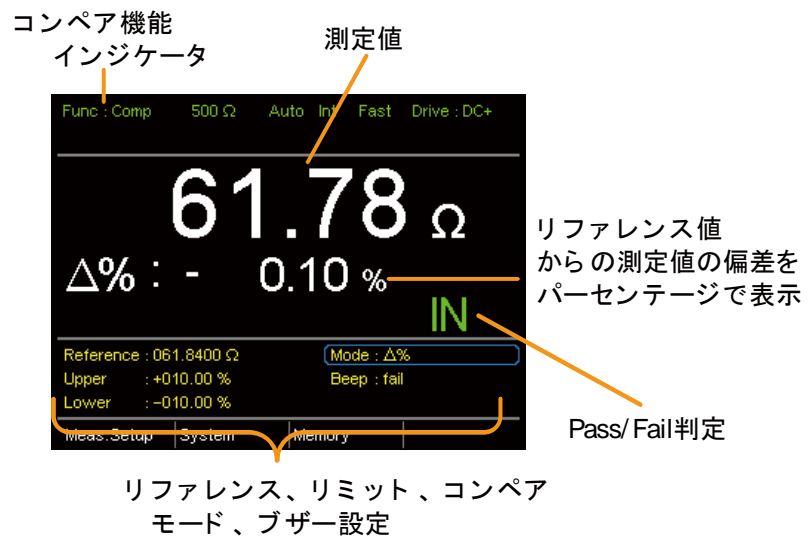 コンペア機能
インジケータ
測定値
Func : Comp 500 Ω Auto Int Fast Drive : DC+
61.78 Ω
Δ% : - 0.10 %
IN
リファレンス値
からの測定値の偏差を
パーセンテージで表示
Reference : 061.8400 Ω Mode : Δ%
Upper : +010.00 % Beep : fail
Lower : -010.00 %
Meas.Setup System Memory
Pass/Fail判定
リファレンス、リミット、コンペア
モード、ブザー設定